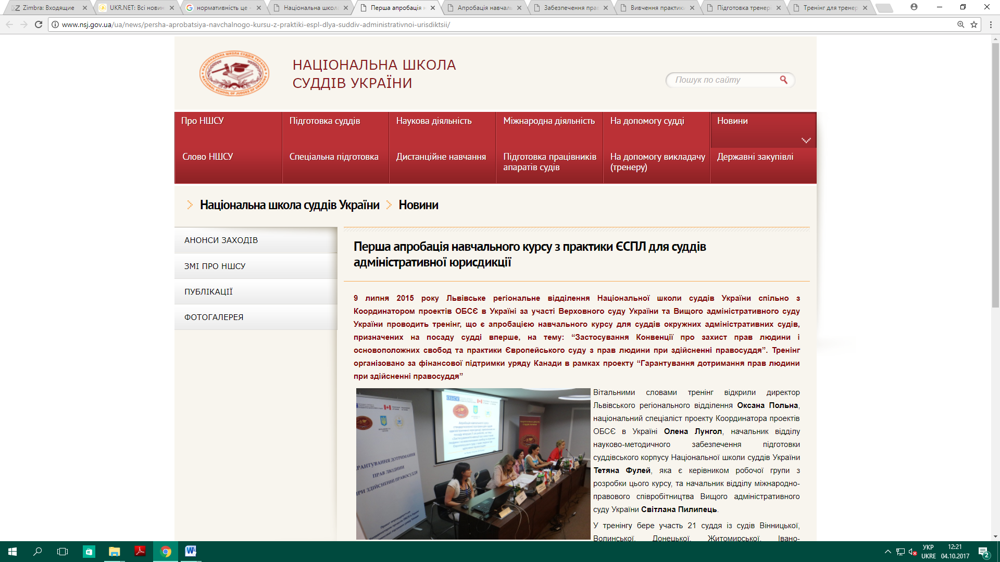 Zimbra: Входящие
UKR.NET: Всі новин
нормативність це -
Національна школа
Перша апробація н
Апробація навчаль
Забезпечення прав
Вивчення практики
Підготовка тренер
Тренінг для тренер
www.nsj.gov.ua/ua/news/persha-aprobatsiya-navchalnogo-kursu-z-praktiki-espl-dlya-suddiv-administrativnoi-urisdiktsii/
НАЦІОНАЛЬНА ШКОЛА
СУДДІВ УКРАЇНИ
Пошук по сайту
Про НШСУ
Підготовка суддів
Наукова діяльність
Міжнародна діяльність
На допомогу судді
Новини
Слово НШСУ
Спеціальна підготовка
Дистанційне навчання
Підготовка працівників
апаратів судів
На допомогу викладачу
(тренеру)
Державні закупівлі
Національна школа суддів України
Новини
АНОНСИ ЗАХОДІВ
ЗМІ ПРО НШСУ
ПУБЛІКАЦІЇ
ФОТОГАЛЕРЕЯ
Перша апробація навчального курсу з практики ЄСПЛ для суддів
адміністративної юрисдикції
9 липня 2015 року Львівське регіональне відділення Національної школи суддів України спільно з
Координатором проектів ОБСЄ в Україні за участі Верховного суду України та Вищого адміністративного суду
України проводить тренінг, що є апробацією навчального курсу для суддів окружних адміністративних судів,
призначених на посаду судді вперше, на тему: “Застосування Конвенції про захист прав людини і
основоположних свобод та практики Європейського суду з прав людини при здійсненні правосуддя”. Тренінг
організовано за фінансової підтримки уряду Канади в рамках проекту “Гарантування дотримання прав людини
при здійсненні правосуддя”
Вітальними словами тренінг відкрили директор
Львівського регіонального відділення Оксана Польна,
національний спеціаліст проекту Координатора проектів
ОБСЄ в Україні Олена Лунгол, начальник відділу
науково-методичного забезпечення підготовки
суддівського корпусу Національної школи суддів України
Тетяна Фулей, яка є керівником робочої групи з
розробки цього курсу, та начальник відділу міжнародно-
правового співробітництва Вищого адміністративного
суду України Світлана Пилипець.
У тренінгу бере участь 21 суддя із судів Вінницької,
Волинської, Донецької, Житомирської, Івано-
ОБСЄ
АРАНТУВАННЯ ДОТРИМАННЯ
ПРАВ ЛЮДИНИ
ПРИ ЗДІЙСНЕННІ ПРАВОСУДДЯ
УКР
UKRE
12:21
04.10.2017
2